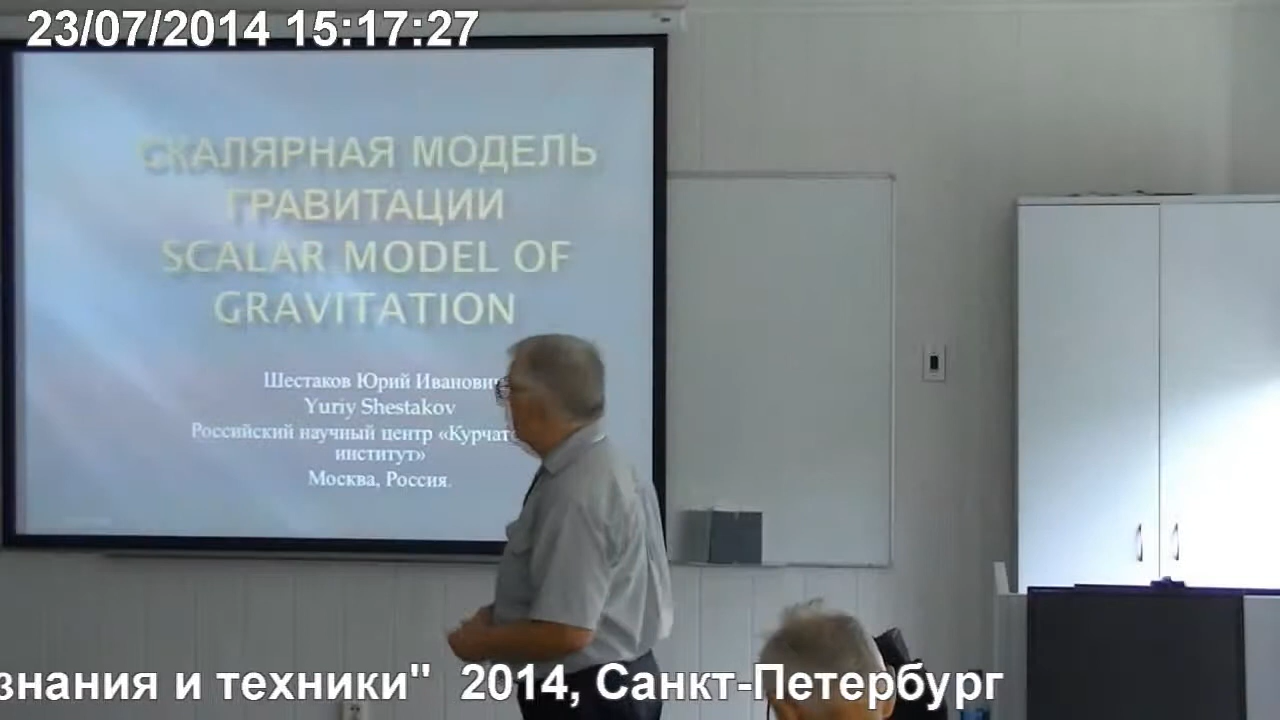 23/07/2014 15:17:27
СКАЛЯРНАЯ МОДЕЛЬ
ГРАВИТАЦИИ
SCALAR MODEL OF
GRAVITATION
Шестаков Юрий Иванович
Yuriy Shestakov
Российский научный центр «Курчат
институт»
Москва, Россия.
знания и техники" 2014, Санкт-Петербург